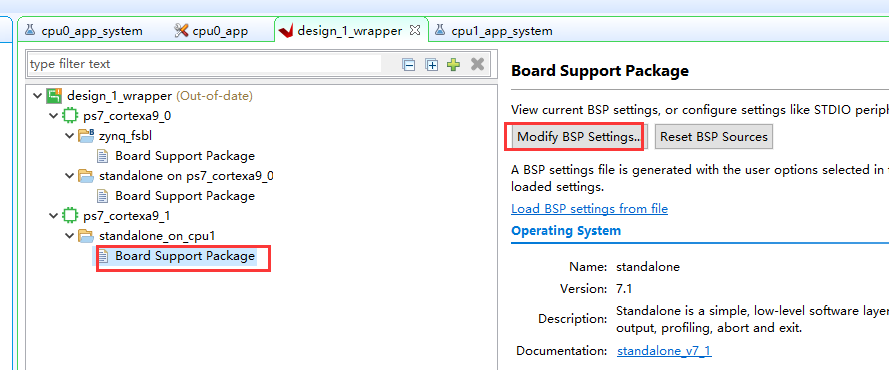 cpu0_app_system
cpu0_app
design_1_wrapper
cpu1_app_system
type filter text
design_1_wrapper (Out-of-date)
ps7_cortexa9_0
zynq_fsbl
Board Support Package
standalone on ps7_cortexa9_0
Board Support Package
ps7_cortexa9_1
standalone_on_cpu1
Board Support Package
Board Support Package
View current BSP settings, or configure settings like STDIO periph
Modify BSP Settings...
Reset BSP Sources
A BSP settings file is generated with the user options selected in
loaded settings.
Load BSP settings from file
Operating System
Name: standalone
Version: 7.1
Description: Standalone is a simple, low-level software layer
output, profiling, abort and exit.
Documentation: standalone_v7_1